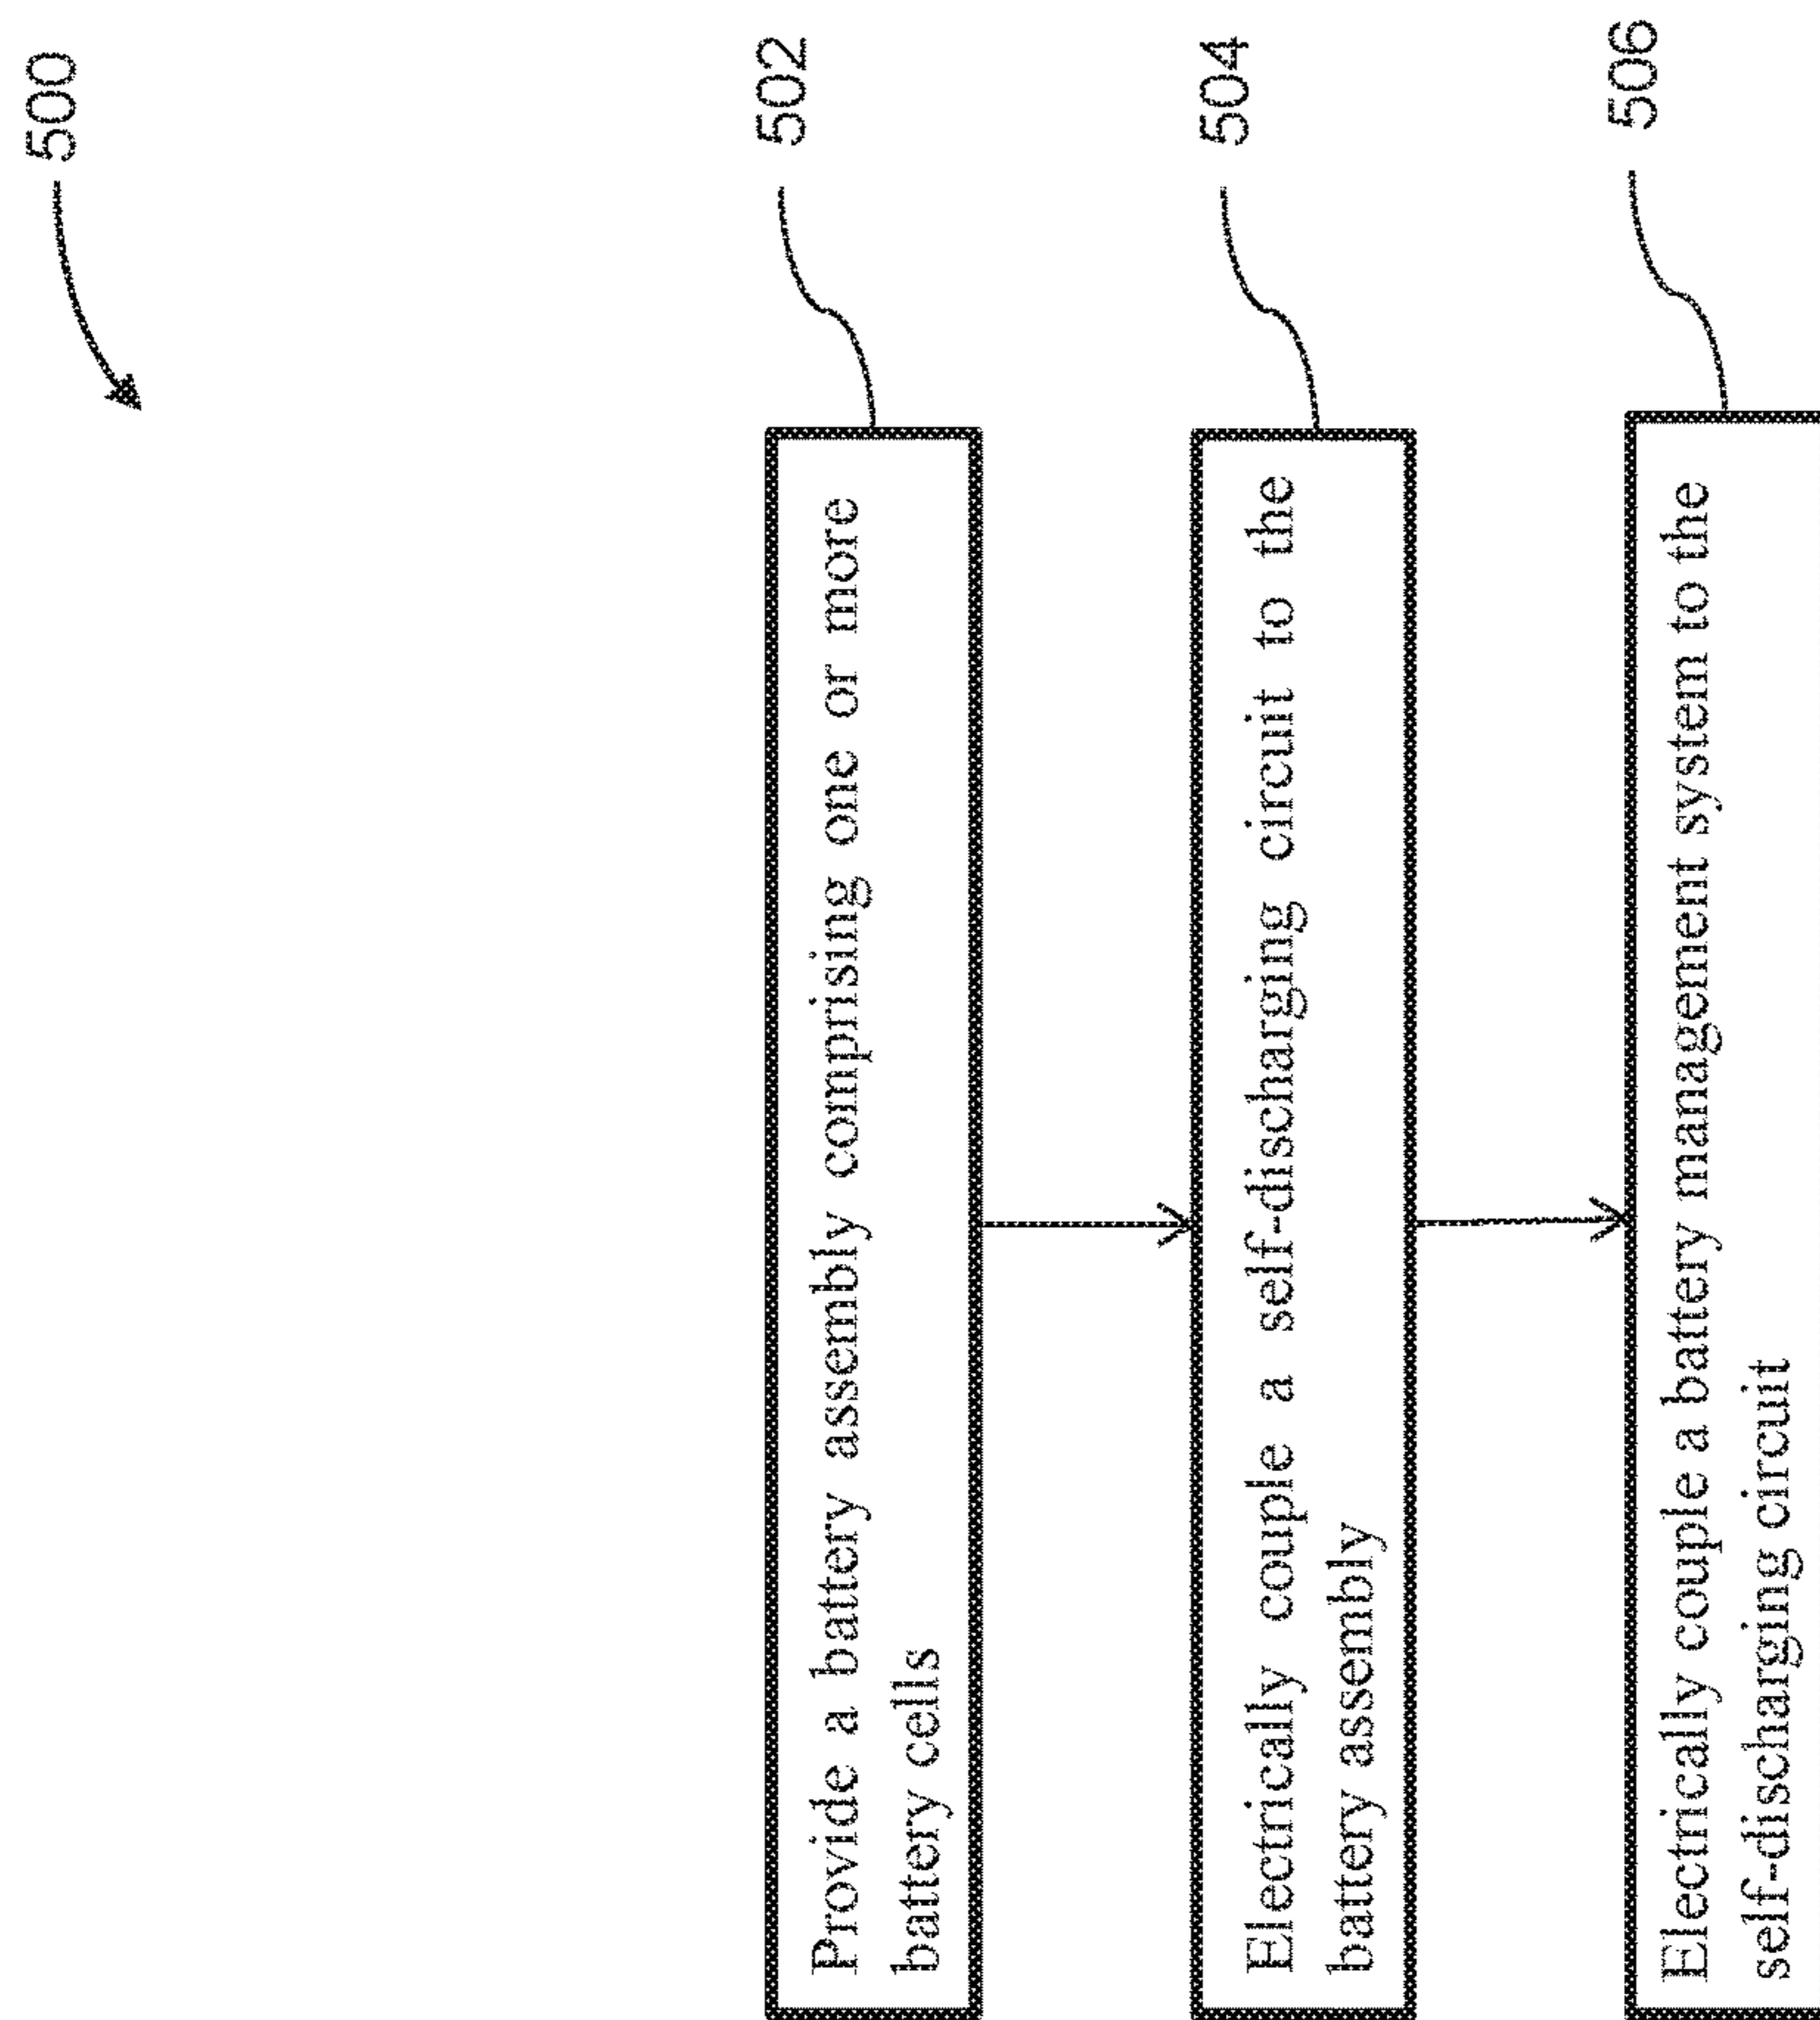 500
Provide a battery assembly comprising one or more
battery cells
502
Electrically couple a self-discharging circuit to the
battery assembly
504
Electrically couple a battery management system to the
self-discharging circuit
506